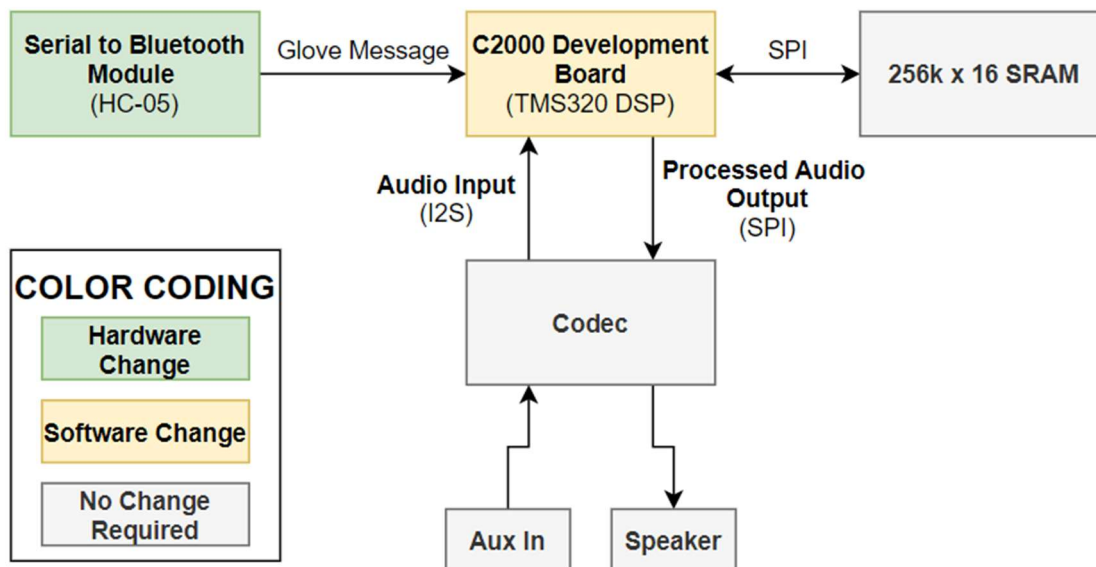 Serial to Bluetooth
Module
(HC-05)
Glove Message
C2000 Development
Board
(TMS320 DSP)
SPI
256k x 16 SRAM
Audio Input
(I2S)
Processed Audio
Output
(SPI)
COLOR CODING
Hardware
Change
Software Change
No Change
Required
Codec
Aux In
Speaker